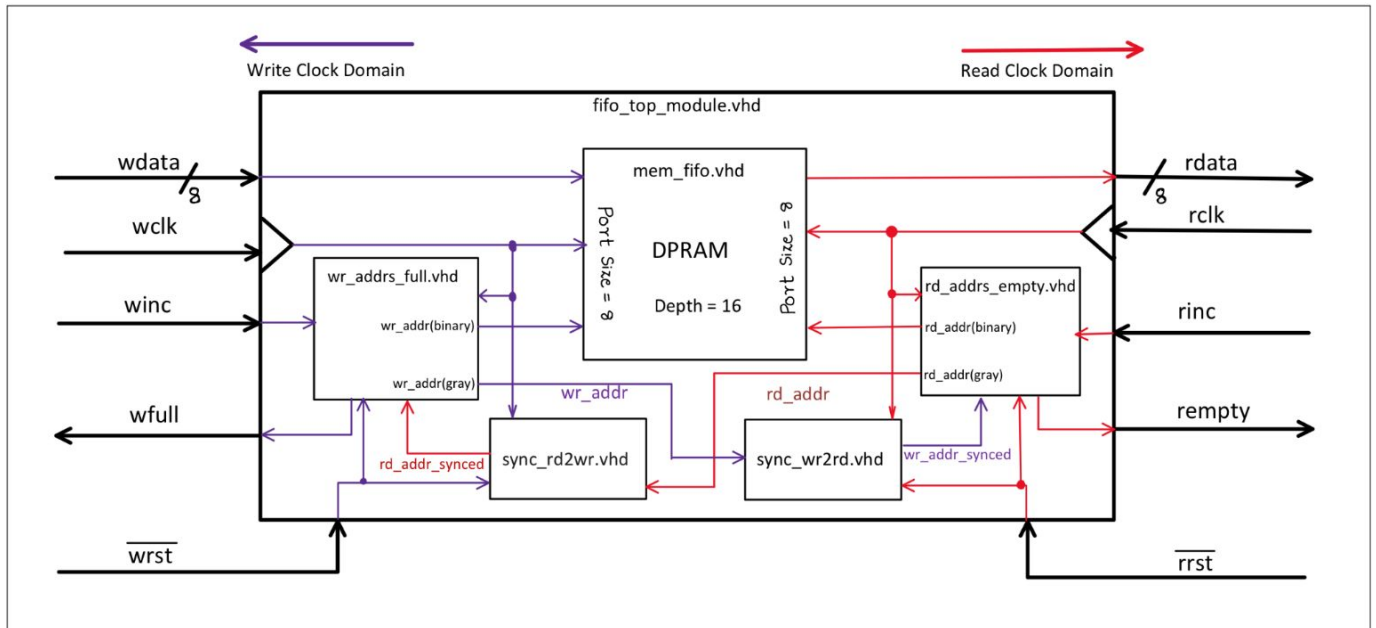 Write Clock Domain
Read Clock Domain
fifo_top_module.vhd
wdata
8
wclk
winc
wfull
wrst
mem_fifo.vhd
Port Size = 8
DPRAM
Depth = 16
Port Size = 8
wr_addrs_full.vhd
wr_addr(binary)
wr_addr(gray)
rd_addrs_empty.vhd
rd_addr(binary)
rd_addr(gray)
wr_addr
rd_addr
rd_addr_synced
sync_rd2wr.vhd
sync_wr2rd.vhd
wr_addr_synced
rdata
8
rclk
rinc
rempty
rrst